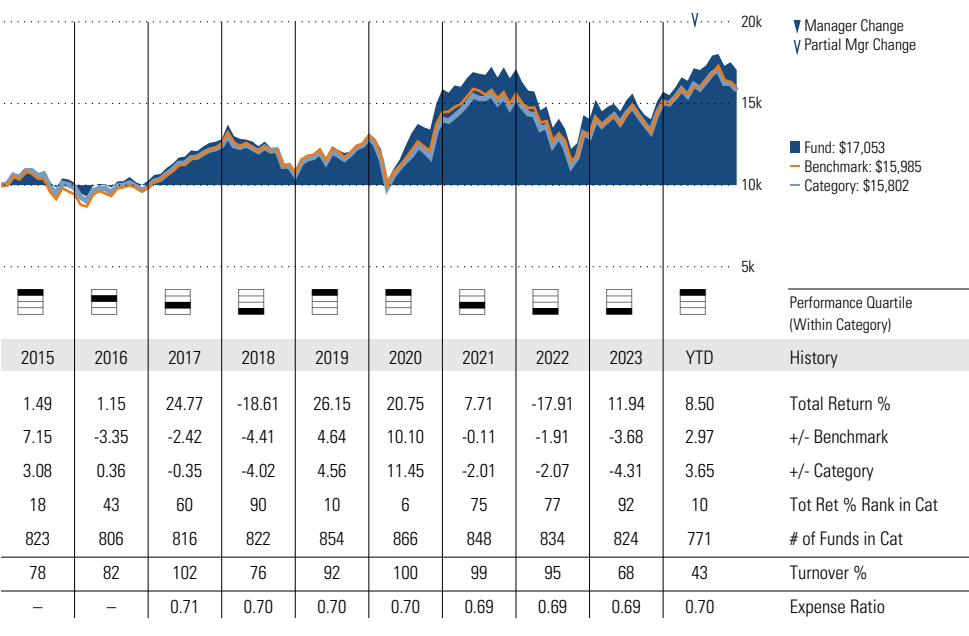 20k
15k
10k
5k
▼ Manager Change
V Partial Mgr Change
Fund: $17,053
Benchmark: $15,985
Category: $15,802
Performance Quartile
(Within Category)
2015 2016 2017 2018 2019 2020 2021 2022 2023 YTD History
1.49 1.15 24.77 -18.61 26.15 20.75 7.71 -17.91 11.94 8.50 Total Return %
7.15 -3.35 -2.42 -4.41 4.64 10.10 -0.11 -1.91 -3.68 2.97 +/- Benchmark
3.08 0.36 -0.35 -4.02 4.56 11.45 -2.01 -2.07 -4.31 3.65 +/- Category
18 43 60 90 10 6 75 77 92 10 Tot Ret % Rank in Cat
823 806 816 822 854 866 848 834 824 771 # of Funds in Cat
78 82 102 76 92 100 99 95 68 43 Turnover %
– – 0.71 0.70 0.70 0.70 0.69 0.69 0.69 0.70 Expense Ratio